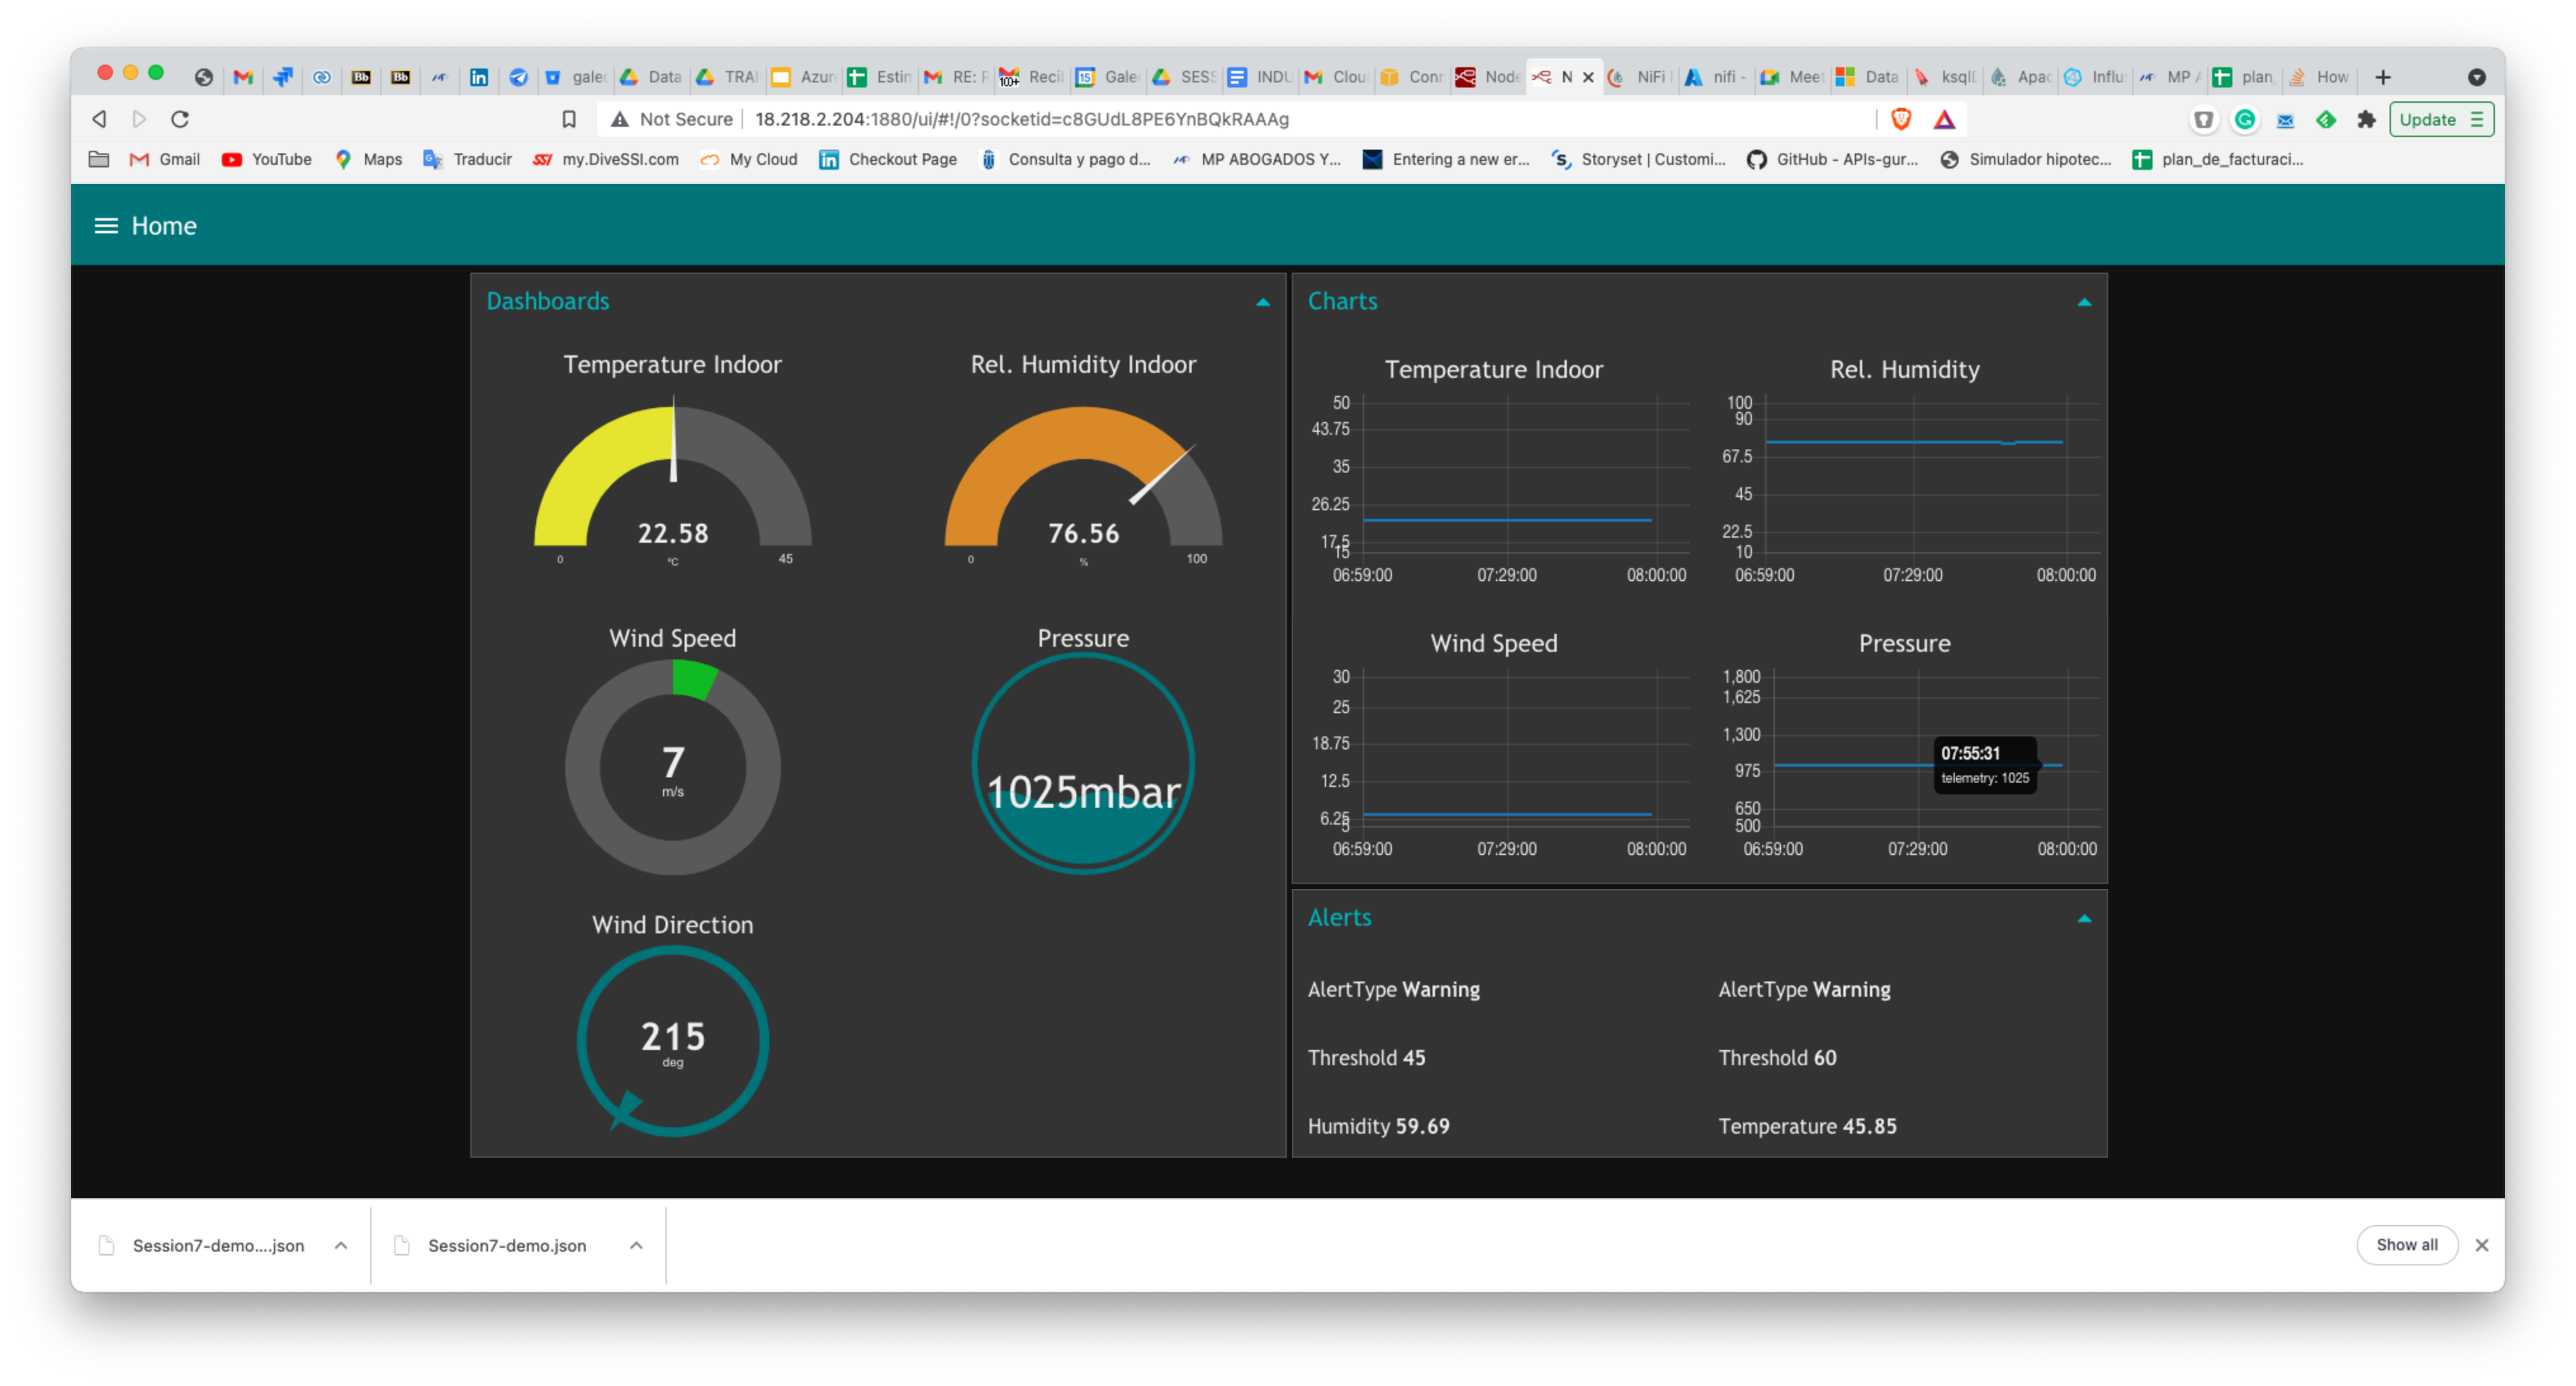 galec Data TRAI Azur Estin RE: F Recil Gale SESS INDU Clou Conn Node N NiFi nifi - Meet Data ksqlD Apac Influ MP A plan_ How
Not Secure 18.218.2.204:1880/ui/#!/0?socketid=c8GUdL8PE6YnBQkRAAAg Update
Gmail YouTube Maps Traducir my.DiveSSI.com My Cloud Checkout Page Consulta y pago d... MP ABOGADOS Y... Entering a new er... Storyset | Customi... GitHub - APIs-gur... Simulador hipotec... plan_de_facturaci...
Home
Dashboards
Temperature Indoor
22.58
°C
0 45
Rel. Humidity Indoor
76.56
%
0 100
Wind Speed
7
m/s
Pressure
1025mbar
Wind Direction
215
deg
Charts
Temperature Indoor
50
43.75
35
26.25
17.5
15
06:59:00 07:29:00 08:00:00
Rel. Humidity
100
90
67.5
45
22.5
10
06:59:00 07:29:00 08:00:00
Wind Speed
30
25
18.75
12.5
6.25
5
06:59:00 07:29:00 08:00:00
Pressure
1,800
1,625
1,300
975
650
500
07:55:31
telemetry: 1025
06:59:00 07:29:00 08:00:00
Alerts
AlertType Warning AlertType Warning
Threshold 45 Threshold 60
Humidity 59.69 Temperature 45.85
Session7-demo....json Session7-demo.json Show all